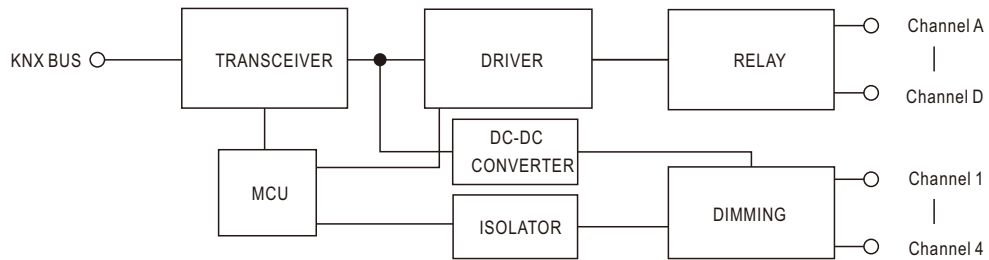 KNX BUS
TRANSCEIVER
DRIVER
RELAY
Channel A
Channel D
DC-DC
CONVERTER
MCU
ISOLATOR
DIMMING
Channel 1
Channel 4